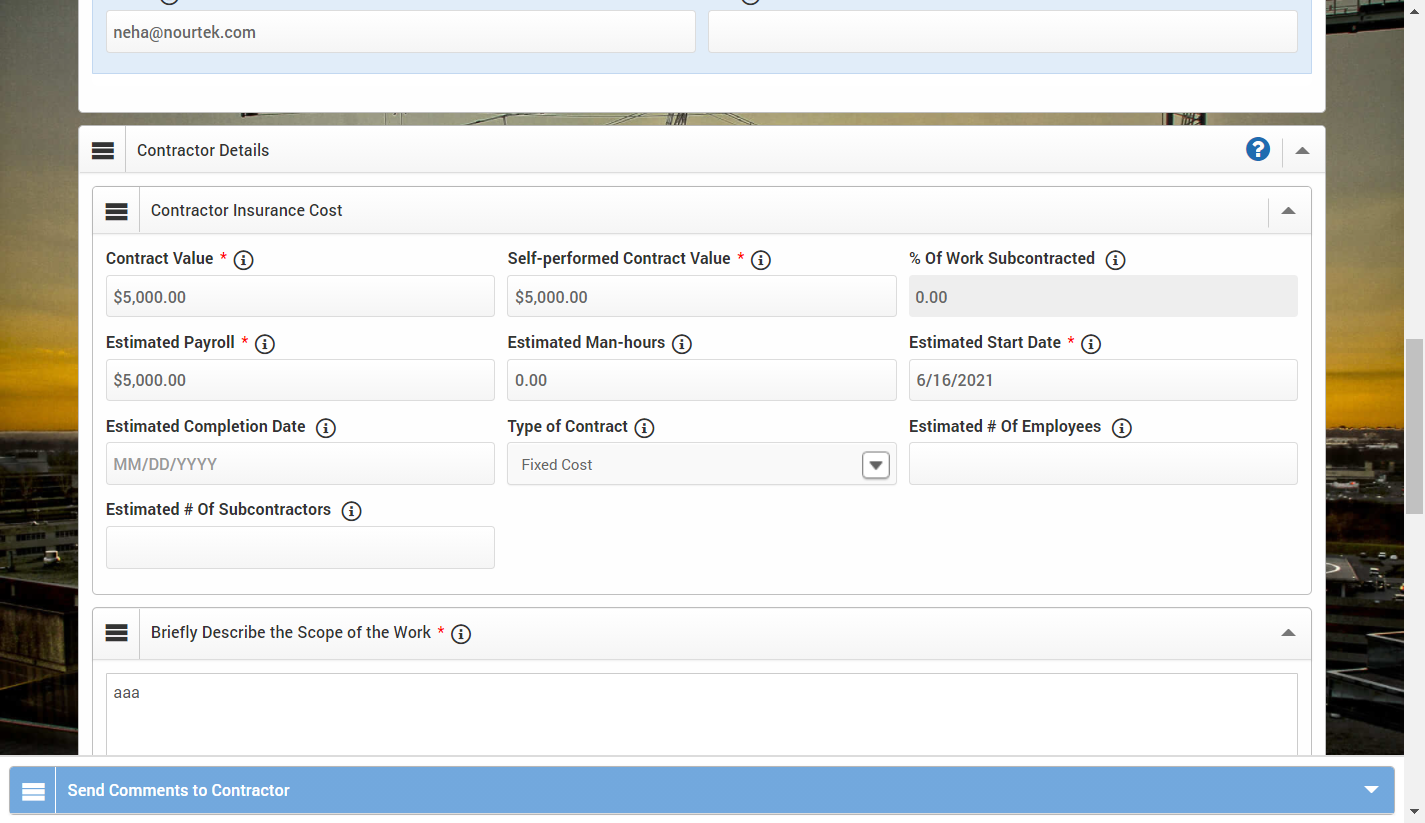 neha@nourtek.com
Contractor Details
Contractor Insurance Cost
Contract Value * Self-performed Contract Value * % Of Work Subcontracted
$5,000.00 $5,000.00 0.00
Estimated Payroll * Estimated Man-hours Estimated Start Date *
$5,000.00 0.00 6/16/2021
Estimated Completion Date Type of Contract Estimated # Of Employees
MM/DD/YYYY Fixed Cost
Estimated # Of Subcontractors
Briefly Describe the Scope of the Work *
aaa
Send Comments to Contractor